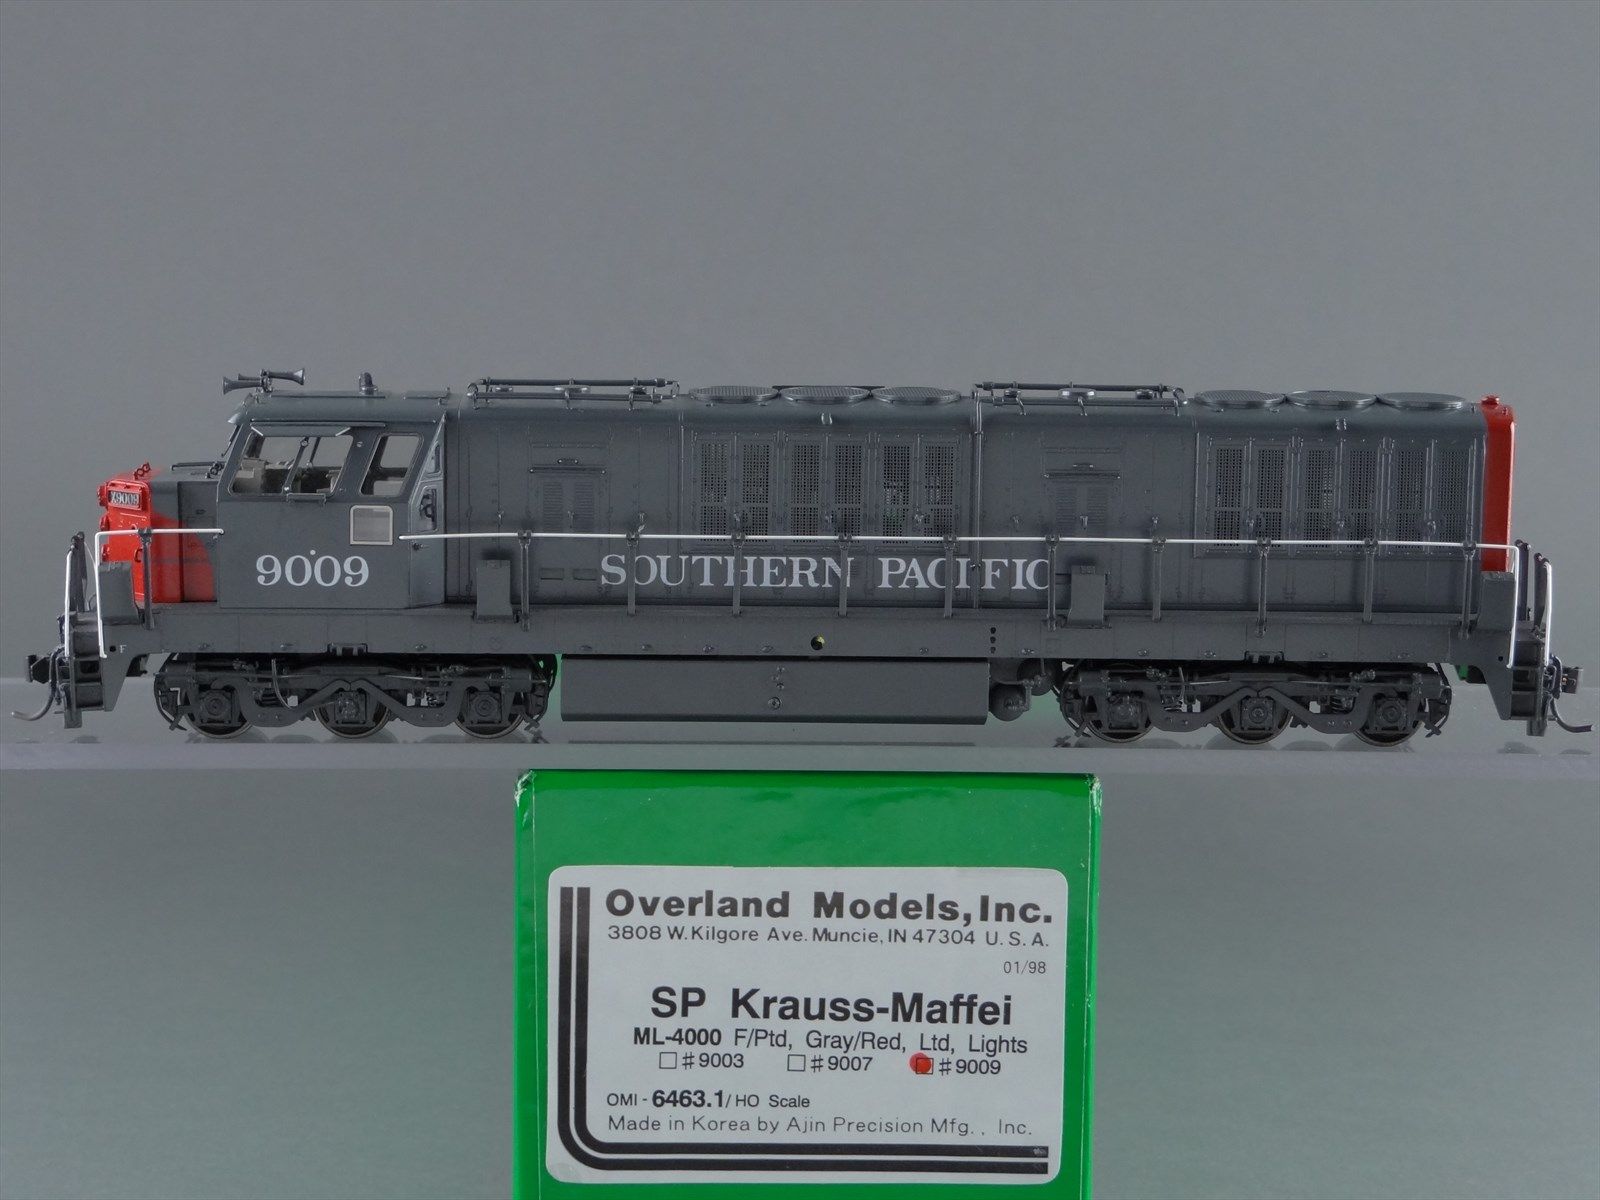 X9009
9009
SOUTHERN PACIFIC
F
Overland Models, Inc.
3808 W. Kilgore Ave. Muncie, IN 47304 U.S.A.
01/98
SP Krauss-Maffei
ML-4000 F/Ptd, Gray/Red, Ltd, Lights
#9003 #9007 #9009
OMI - 6463.1/ HO Scale
Made in Korea by Ajin Precision Mfg., Inc.